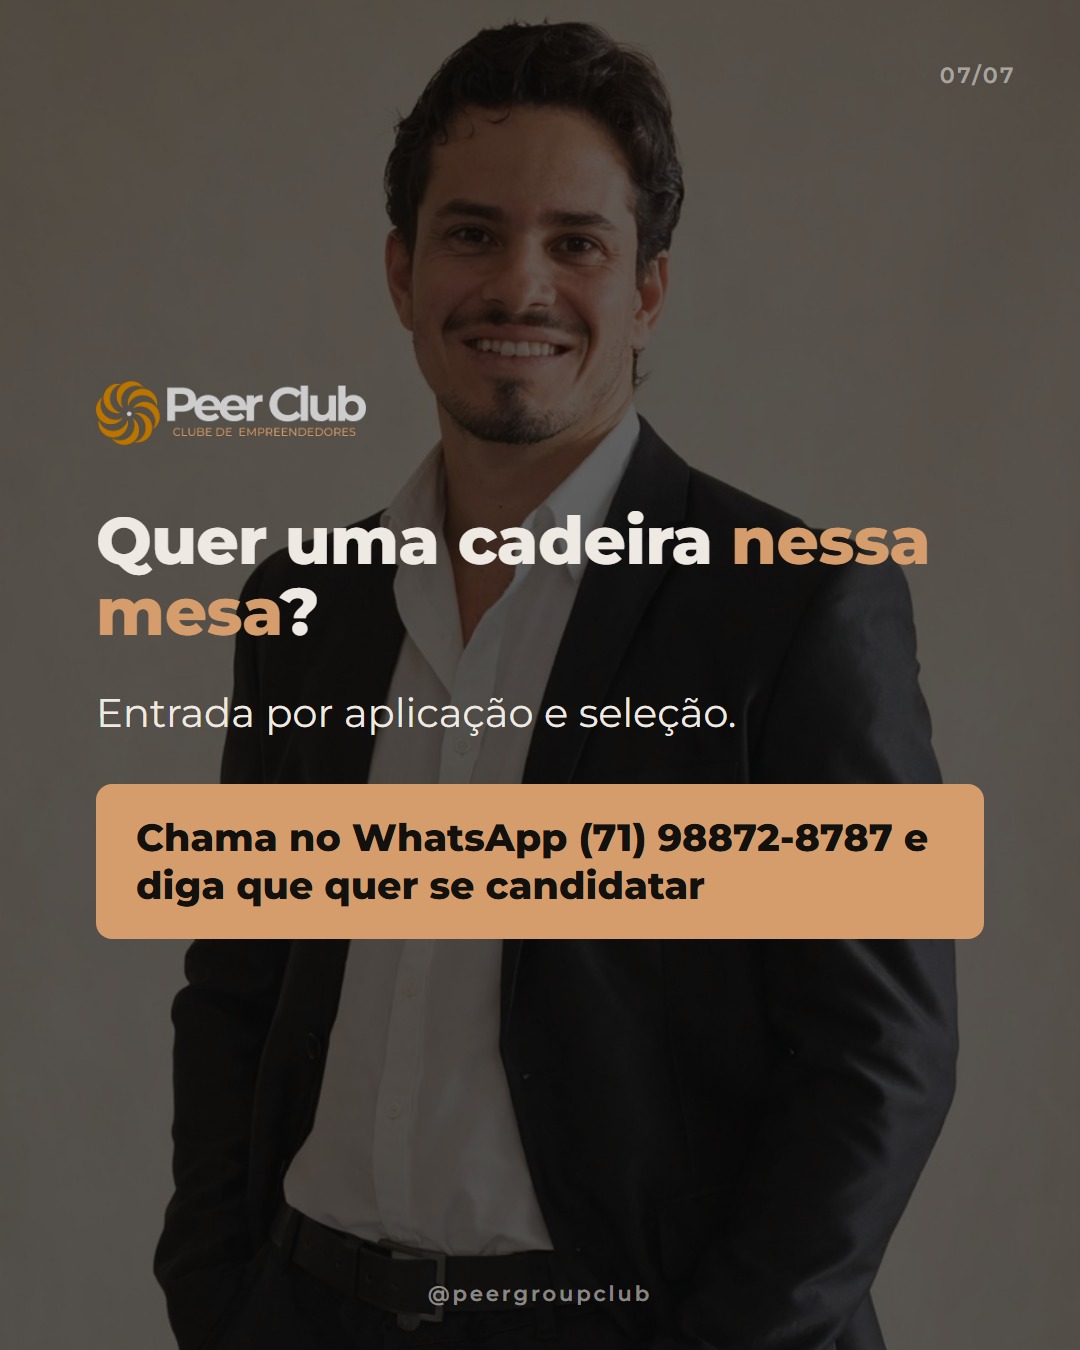 07/07
Peer Club
CLUBE DE EMPREENDEDORES
Quer uma cadeira nessa
mesa?
Entrada por aplicação e seleção.
Chama no WhatsApp (71) 98872-8787 e
diga que quer se candidatar
@peergroupclub